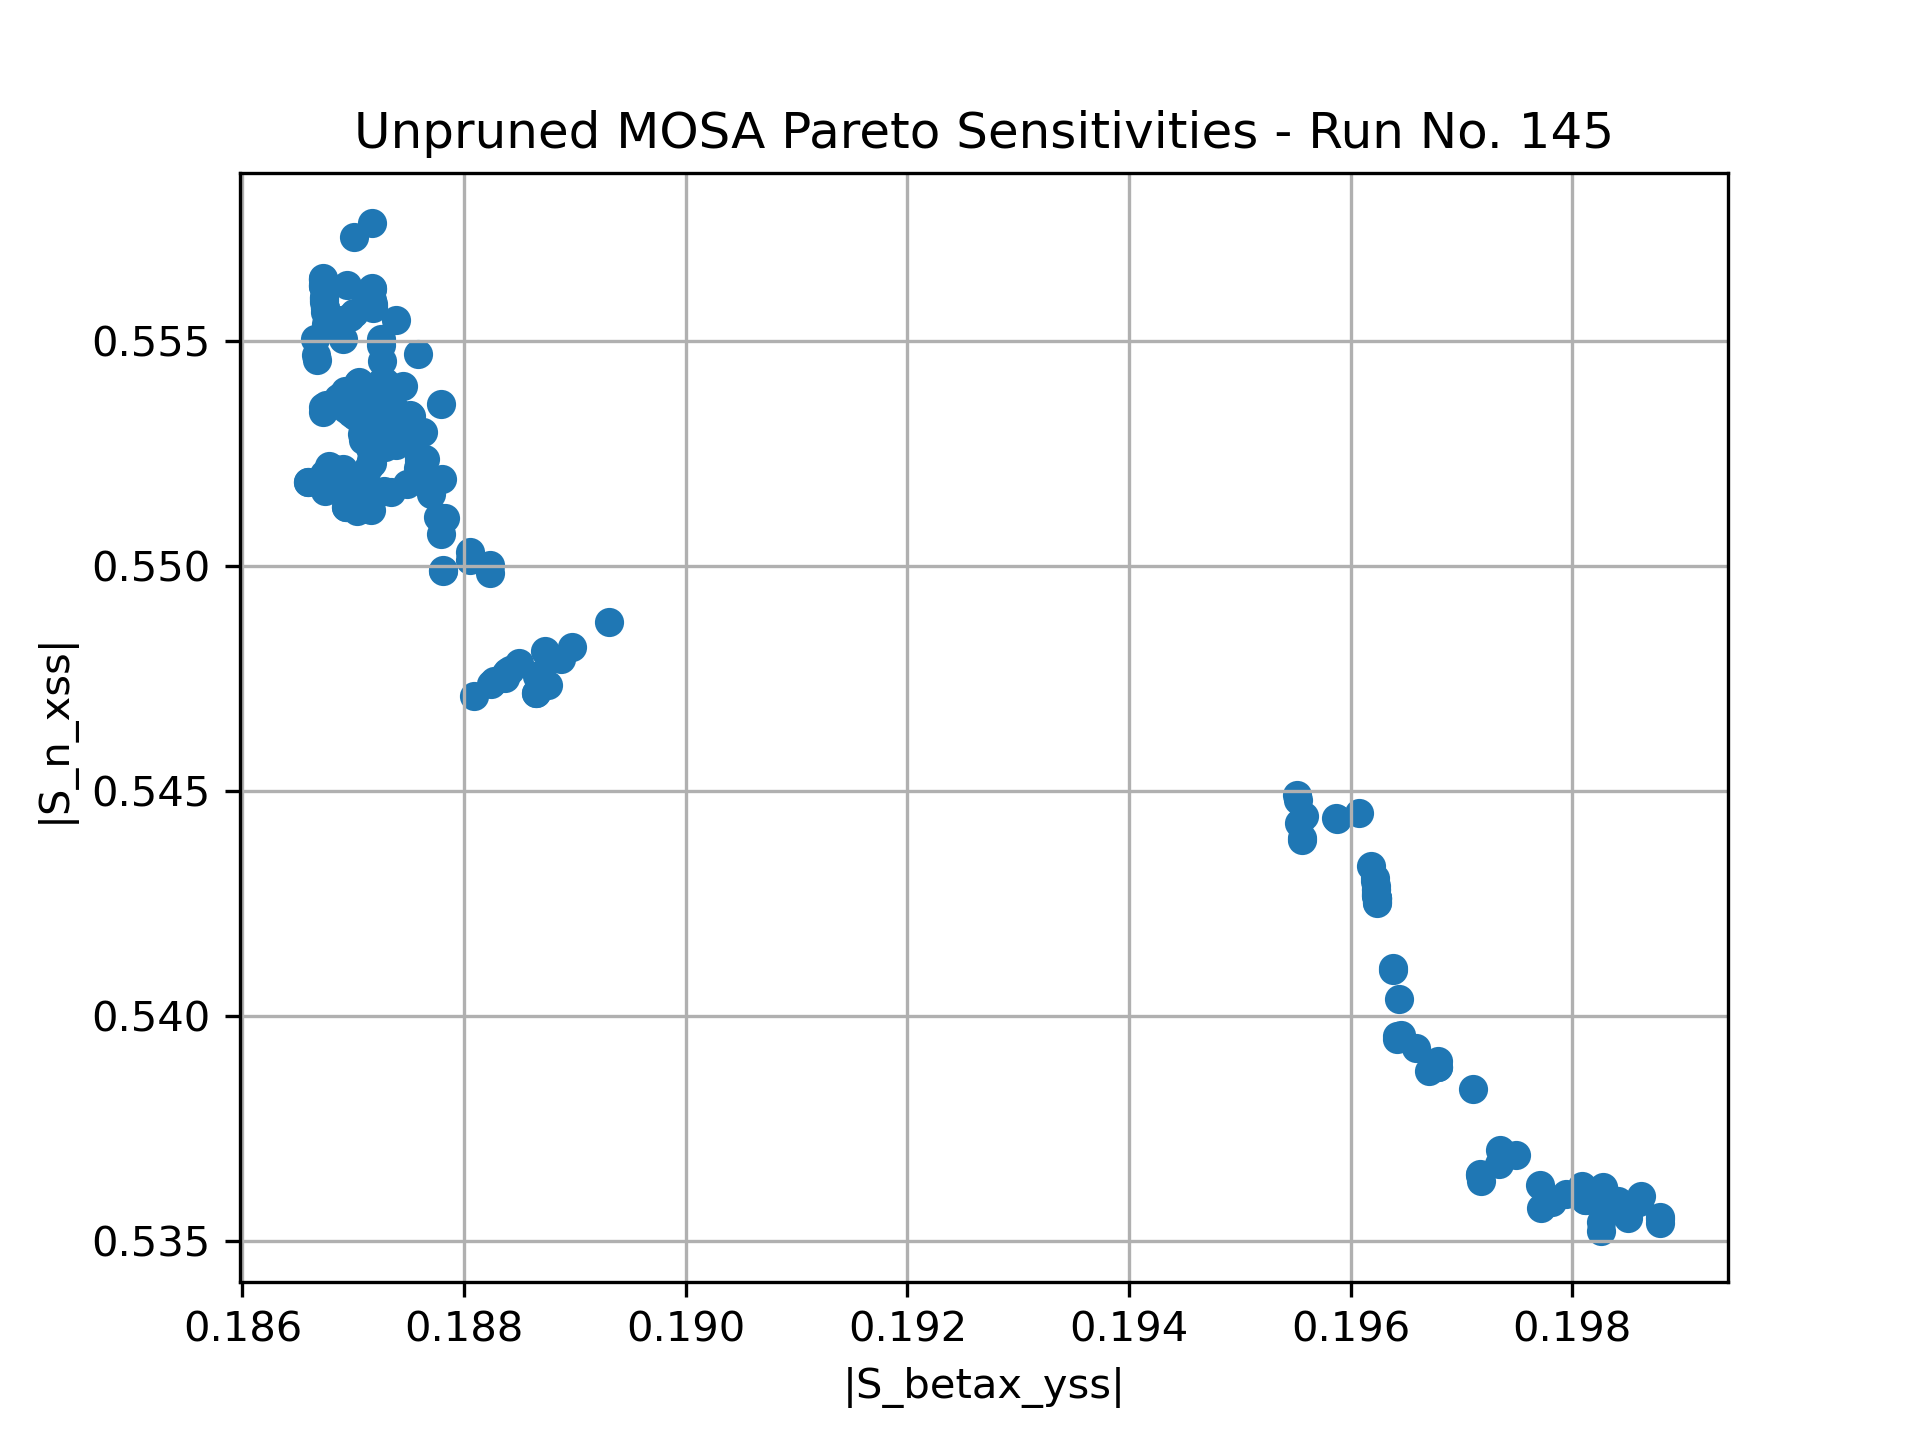 Unpruned MOSA Pareto Sensitivities - Run No. 145
|S_n_xss|
0.555
0.550
0.545
0.540
0.535
0.186 0.188 0.190 0.192 0.194 0.196 0.198
|S_betax_yss|